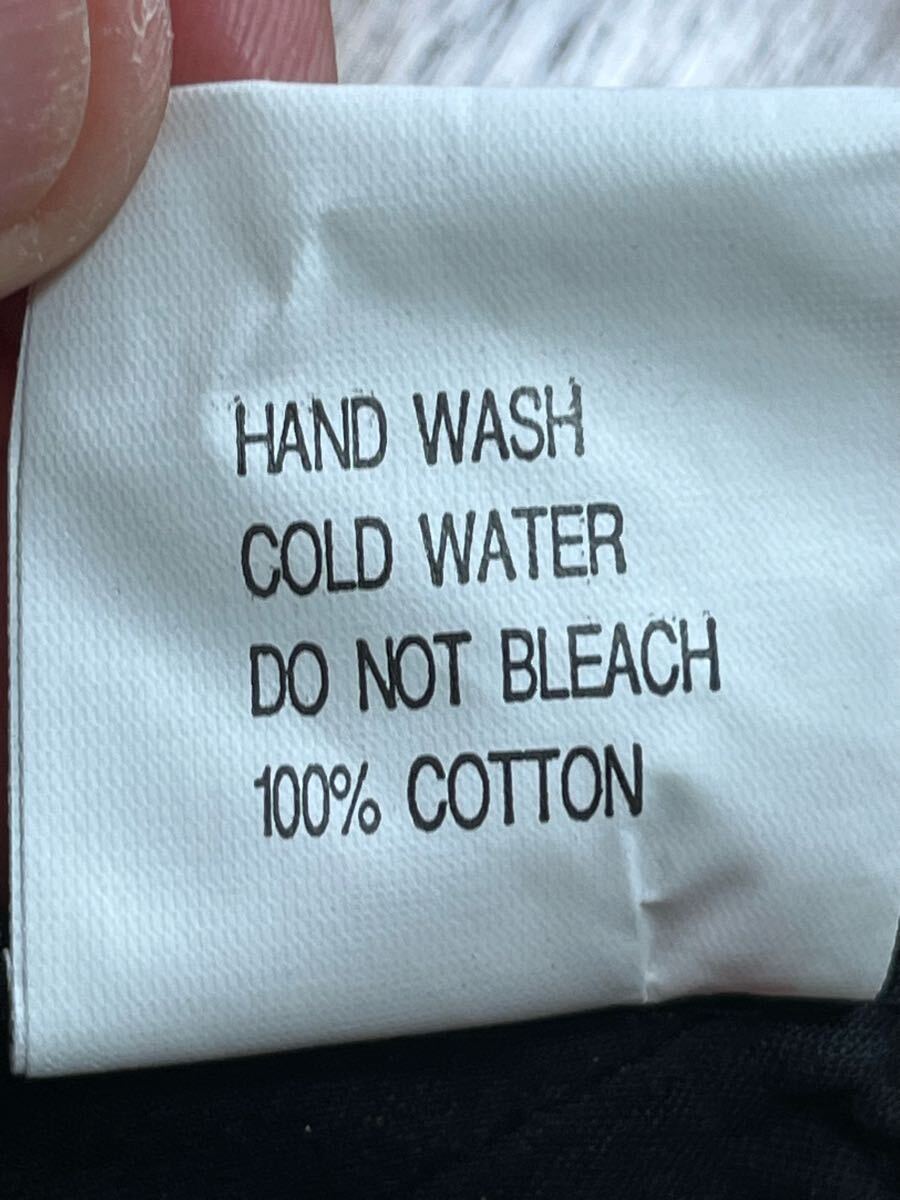 HAND WASH
COLD WATER
DO NOT BLEACH
100% COTTON